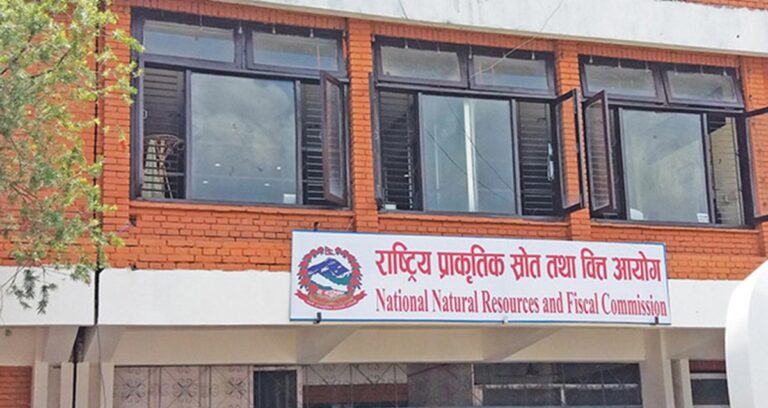 राष्ट्रिय प्राकृतिक स्रोत तथा वित्त आयोग
National Natural Resources and Fiscal Commission